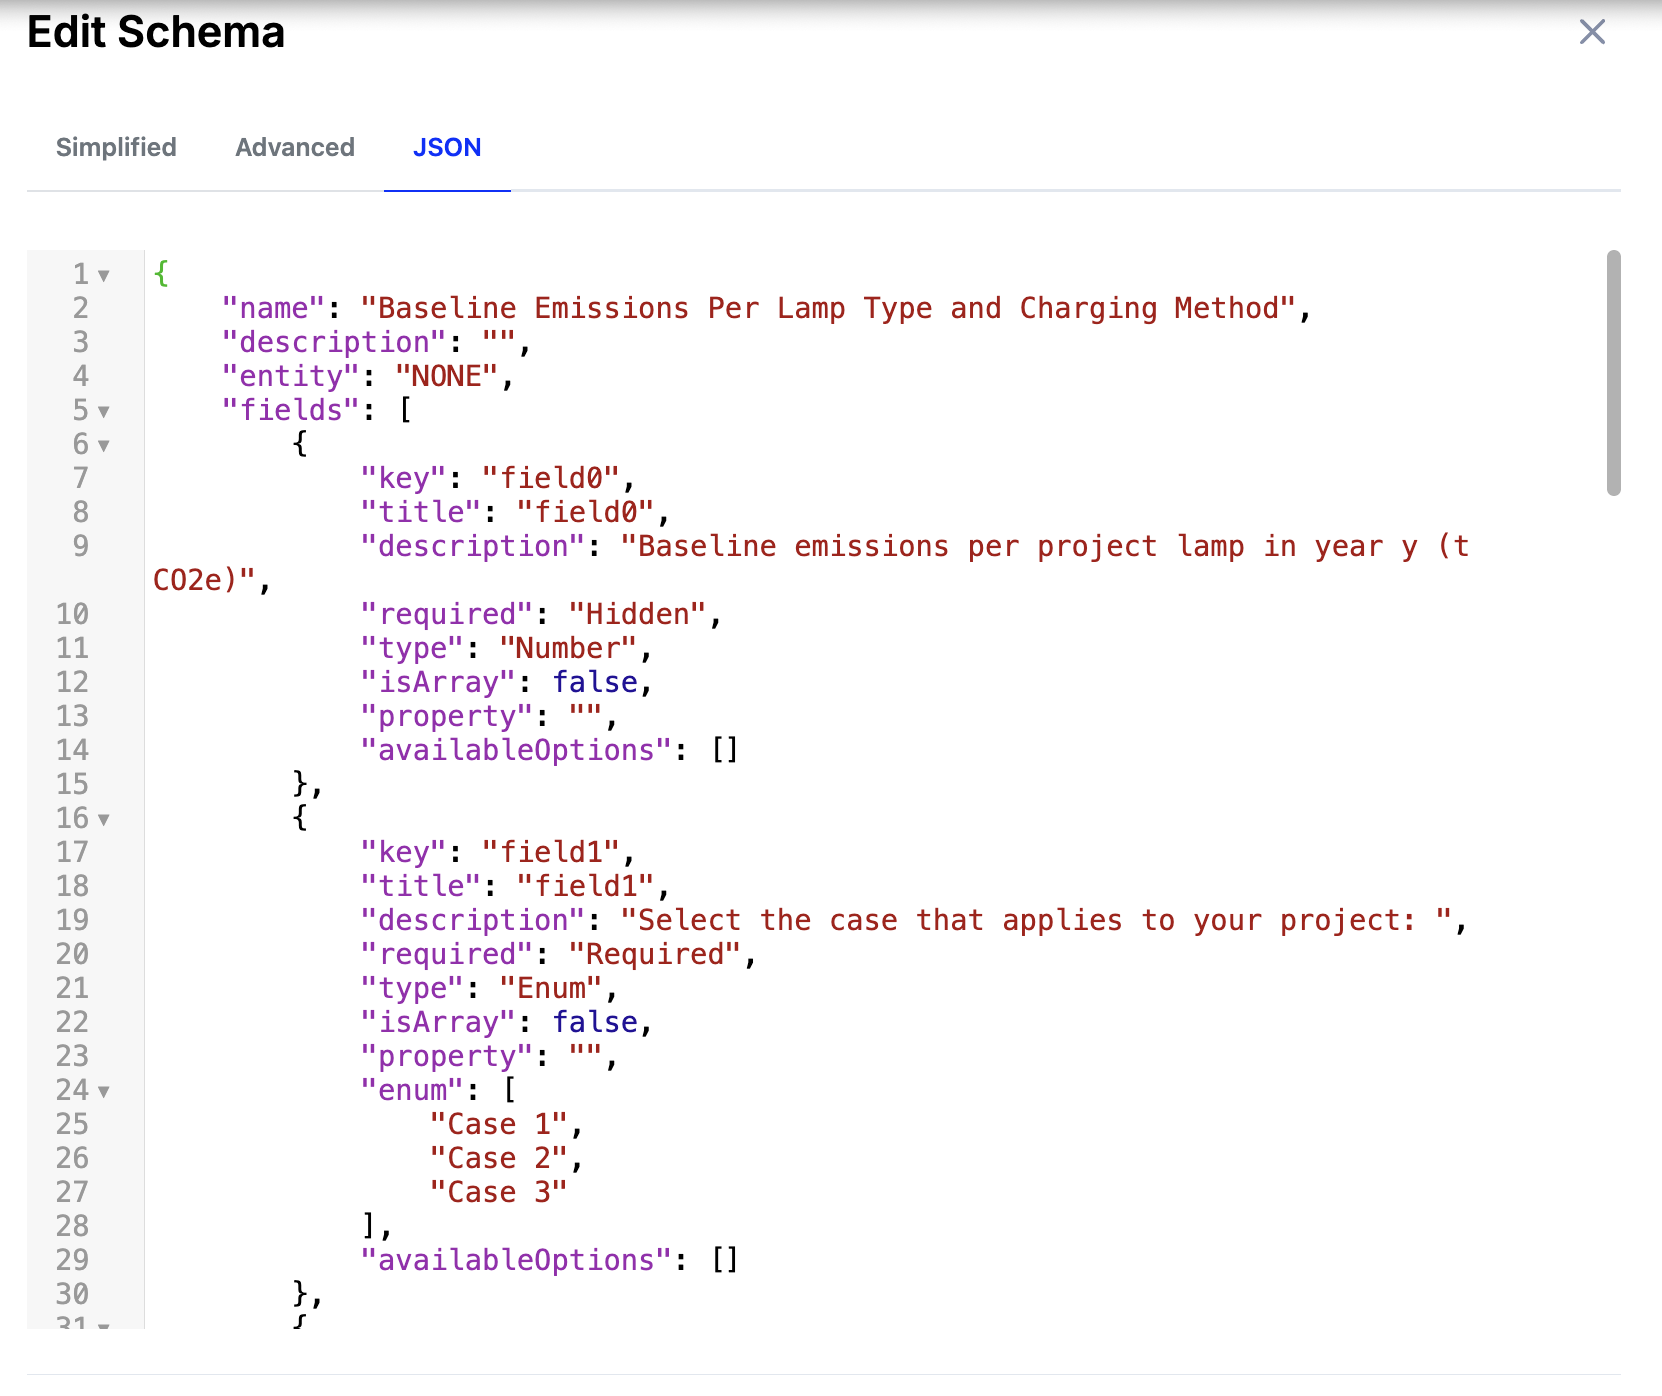 Edit Schema
Simplified Advanced JSON
1 {
2 "name": "Baseline Emissions Per Lamp Type and Charging Method",
3 "description": "",
4 "entity": "NONE",
5 "fields": [
6 {
7 "key": "field0",
8 "title": "field0",
9 "description": "Baseline emissions per project lamp in year y (t
CO2e)",
10 "required": "Hidden",
11 "type": "Number",
12 "isArray": false,
13 "property": "",
14 "availableOptions": []
15 },
16 {
17 "key": "field1",
18 "title": "field1",
19 "description": "Select the case that applies to your project: ",
20 "required": "Required",
21 "type": "Enum",
22 "isArray": false,
23 "property": "",
24 "enum": [
25 "Case 1",
26 "Case 2",
27 "Case 3"
28 ],
29 "availableOptions": []
30 },
31 {